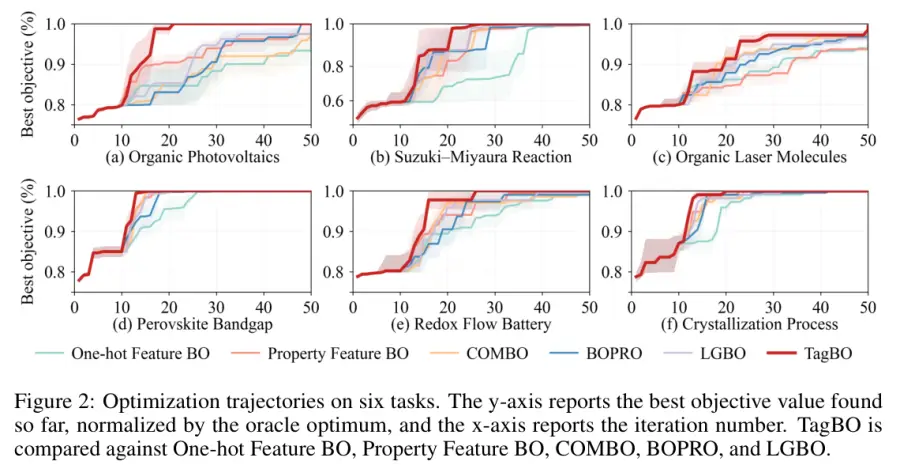 Best objective (%)
1.0
0.9
0.8
0 10 20 30 40 50
(a) Organic Photovoltaics
1.0
0.8
0.6
0 10 20 30 40 50
(b) Suzuki–Miyaura Reaction
1.0
0.9
0.8
0 10 20 30 40 50
(c) Organic Laser Molecules
Best objective (%)
1.0
0.9
0.8
0 10 20 30 40 50
(d) Perovskite Bandgap
1.0
0.9
0.8
0 10 20 30 40 50
(e) Redox Flow Battery
1.0
0.9
0.8
0 10 20 30 40 50
(f) Crystallization Process
One-hot Feature BO Property Feature BO COMBO BOPRO LGBO TagBO
Figure 2: Optimization trajectories on six tasks. The y-axis reports the best objective value found
so far, normalized by the oracle optimum, and the x-axis reports the iteration number. TagBO is
compared against One-hot Feature BO, Property Feature BO, COMBO, BOPRO, and LGBO.